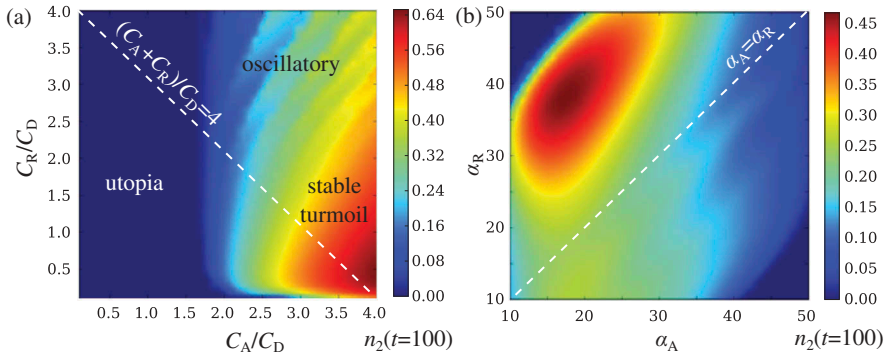 (a)
4.0
3.5
3.0
2.5
2.0
1.5
1.0
0.5
C_R/C_D
(C_A+C_R)/C_D=4
oscillatory
utopia
stable
turmoil
0.5 1.0 1.5 2.0 2.5 3.0 3.5 4.0
C_A/C_D
0.64
0.56
0.48
0.40
0.32
0.24
0.16
0.08
0.00
n_2(t=100)
(b)
50
40
30
20
10
α_R
α_A=α_R
10 20 30 40 50
α_A
0.45
0.40
0.35
0.30
0.25
0.20
0.15
0.10
0.05
0.00
n_2(t=100)